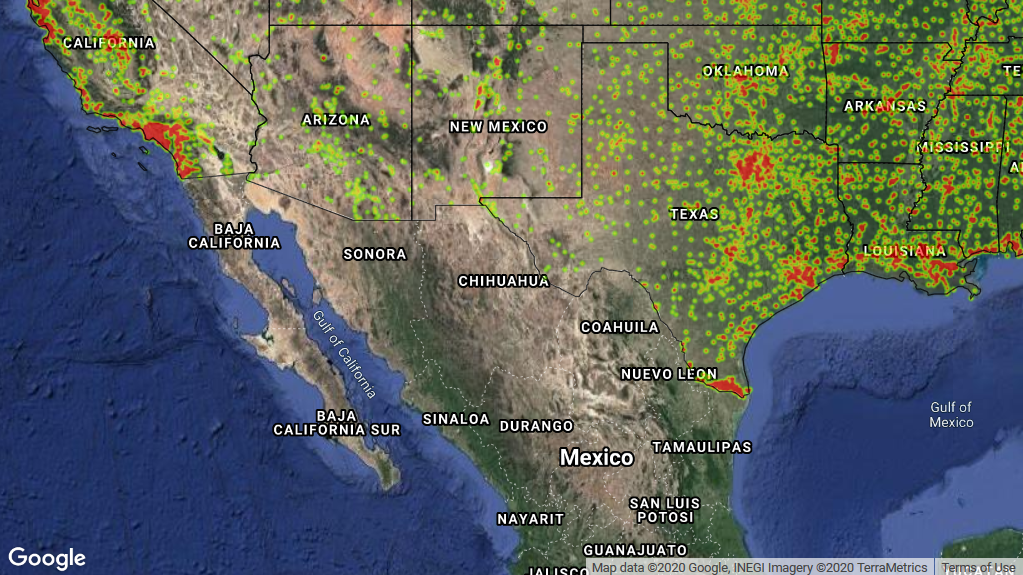 CALIFORNIA
OKLAHOMA
ARKANSAS
ARIZONA
NEW MEXICO
MISSISSIPPI
TEXAS
BAJA
CALIFORNIA
SONORA
LOUISIANA
CHIHUAHUA
COAHUILA
Gulf of California
NUEVO LEON
BAJA
CALIFORNIA SUR
SINALOA
DURANGO
Gulf of
Mexico
TAMAULIPAS
Mexico
SAN LUIS
POTOSI
NAYARIT
GUANAJUATO
JALISCO
Google
Map data ©2020 Google, INEGI Imagery ©2020 TerraMetrics
Terms of Use